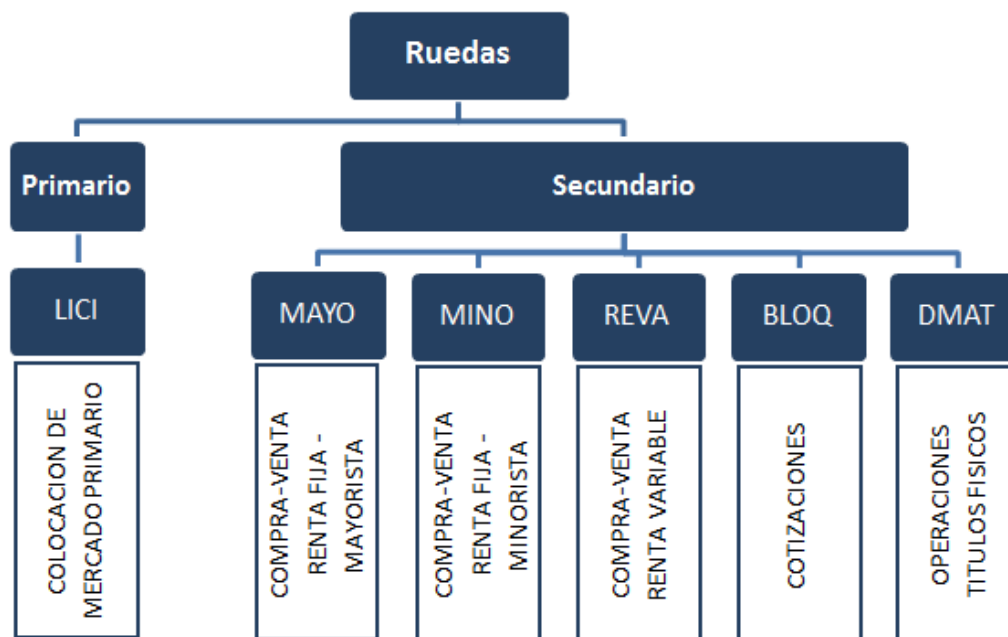 Ruedas
Primario
Secundario
LICI
MAYO
MINO
REVA
BLOQ
DMAT
COLOCACION DE
MERCADO PRIMARIO
COMPRA-VENTA
RENTA FIJA -
MAYORISTA
COMPRA-VENTA
RENTA FIJA -
MINORISTA
COMPRA-VENTA
RENTA VARIABLE
COTIZACIONES
OPERACIONES
TITULOS FISICOS